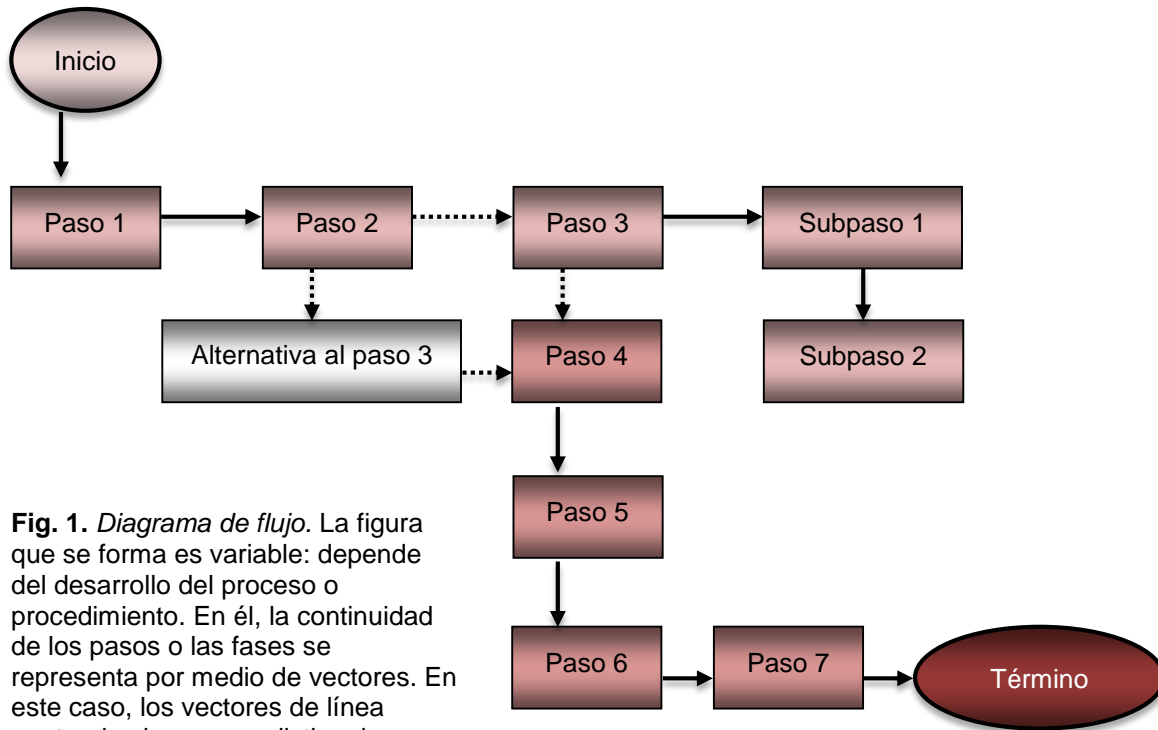 Inicio
Paso 1
Paso 2
Paso 3
Subpaso 1
Alternativa al paso 3
Paso 4
Subpaso 2
Paso 5
Fig. 1. Diagrama de flujo. La figura
que se forma es variable: depende
del desarrollo del proceso o
procedimiento. En él, la continuidad
de los pasos o las fases se
representa por medio de vectores. En
este caso, los vectores de línea
Paso 6
Paso 7
Término